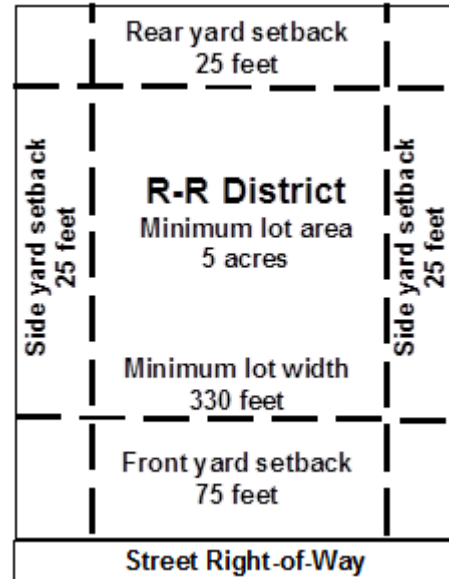 Rear yard setback
25 feet
Side yard setback
25 feet
R-R District
Minimum lot area
5 acres
Side yard setback
25 feet
Minimum lot width
330 feet
Front yard setback
75 feet
Street Right-of-Way